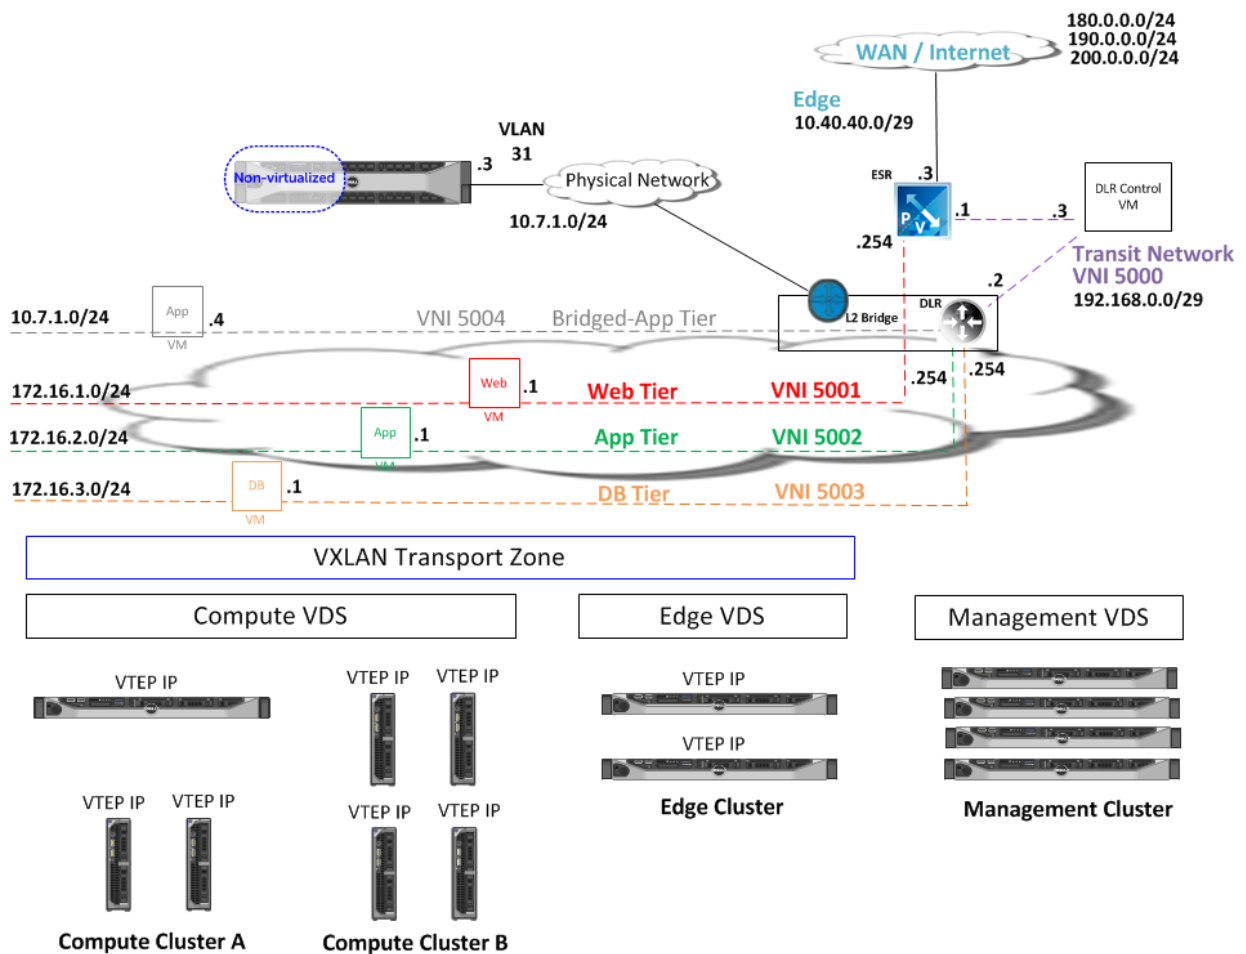 180.0.0.0/24
190.0.0.0/24
200.0.0.0/24
WAN / Internet
Edge
10.40.40.0/29
VLAN
31
.3
Non-virtualized
Physical Network
10.7.1.0/24
.3
ESR
P
V
.1
.3
DLR Control
VM
.254
Transit Network
VNI 5000
192.168.0.0/29
.2
DLR
L2 Bridge
10.7.1.0/24
App
.4
VM
VNI 5004
Bridged-App Tier
.254
.254
172.16.1.0/24
Web
.1
VM
Web Tier
VNI 5001
172.16.2.0/24
App
.1
VM
App Tier
VNI 5002
172.16.3.0/24
DB
.1
VM
DB Tier
VNI 5003
VXLAN Transport Zone
Compute VDS
Edge VDS
Management VDS
VTEP IP
VTEP IP
VTEP IP
VTEP IP
VTEP IP
VTEP IP
VTEP IP
VTEP IP
VTEP IP
Edge Cluster
Management Cluster
Compute Cluster A
Compute Cluster B